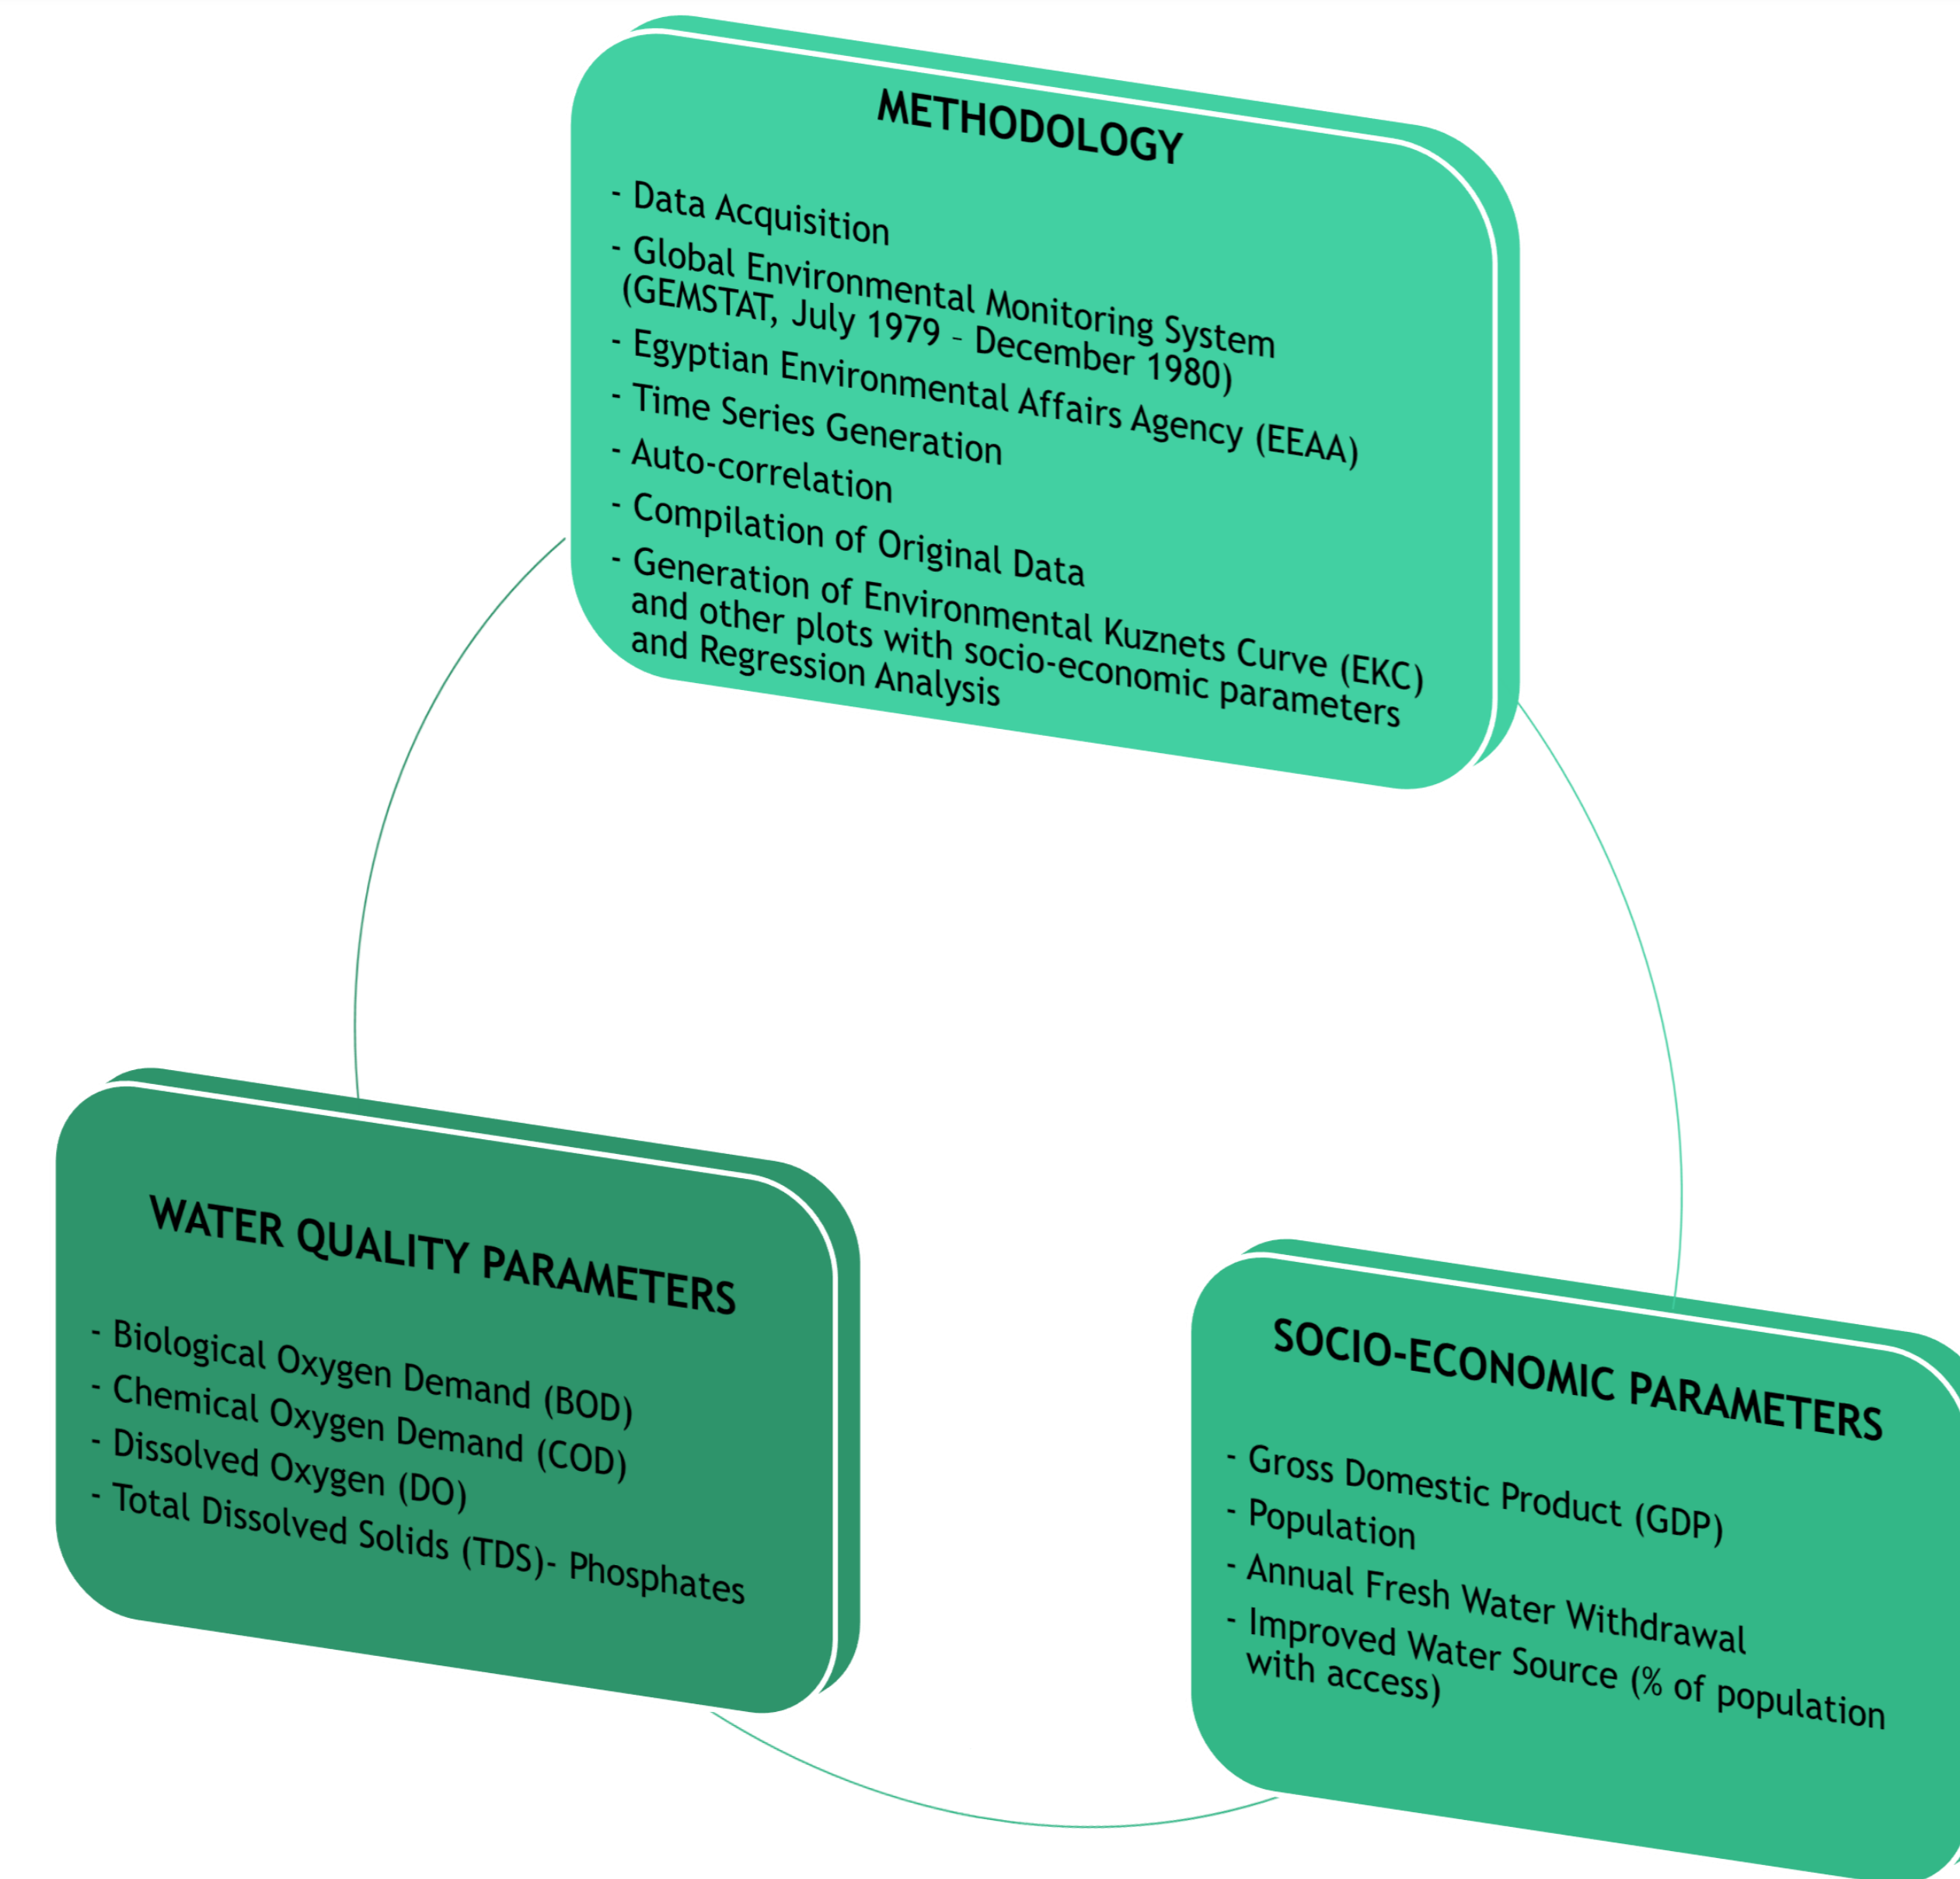 METHODOLOGY
- Data Acquisition
- Global Environmental Monitoring System
(GEMSTAT, July 1979 - December 1980)
- Egyptian Environmental Affairs Agency (EEAA)
- Time Series Generation
- Auto-correlation
- Compilation of Original Data
- Generation of Environmental Kuznets Curve (EKC)
and other plots with socio-economic parameters
and Regression Analysis
WATER QUALITY PARAMETERS
- Biological Oxygen Demand (BOD)
- Chemical Oxygen Demand (COD)
- Dissolved Oxygen (DO)
- Total Dissolved Solids (TDS)- Phosphates
SOCIO-ECONOMIC PARAMETERS
- Gross Domestic Product (GDP)
- Population
- Annual Fresh Water Withdrawal
- Improved Water Source (% of population
with access)